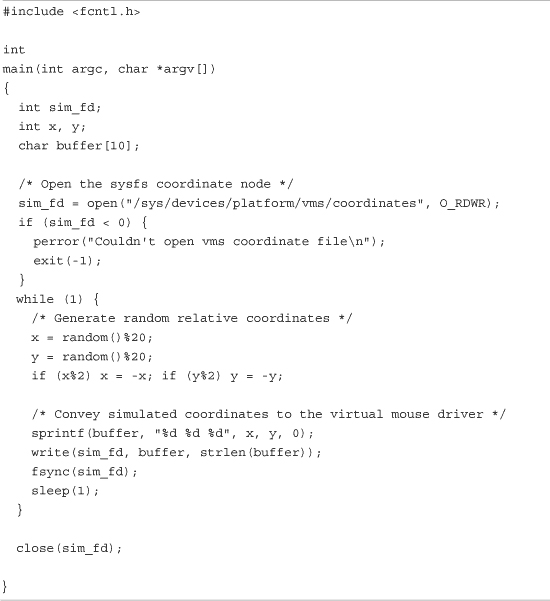 #include <fcntl.h>

int
main(int argc, char *argv[])
{
  int sim_fd;
  int x, y;
  char buffer[10];

  /* Open the sysfs coordinate node */
  sim_fd = open("/sys/devices/platform/vms/coordinates", O_RDWR);
  if (sim_fd < 0) {
    perror("Couldn't open vms coordinate file\n");
    exit(-1);
  }
  while (1) {
    /* Generate random relative coordinates */
    x = random()%20;
    y = random()%20;
    if (x%2) x = -x; if (y%2) y = -y;

    /* Convey simulated coordinates to the virtual mouse driver */
    sprintf(buffer, "%d %d %d", x, y, 0);
    write(sim_fd, buffer, strlen(buffer));
    fsync(sim_fd);
    sleep(1);
  }

  close(sim_fd);

}